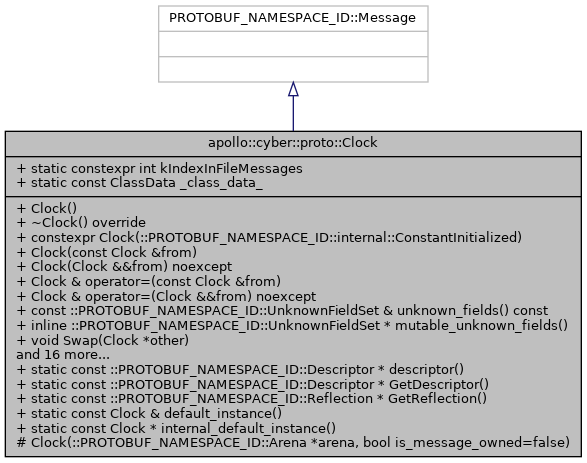 PROTOBUF_NAMESPACE_ID::Message
apollo::cyber::proto::Clock
+ static constexpr int kIndexInFileMessages
+ static const ClassData _class_data_
+ Clock()
+ ~Clock() override
+ constexpr Clock(::PROTOBUF_NAMESPACE_ID::internal::ConstantInitialized)
+ Clock(const Clock &from)
+ Clock(Clock &&from) noexcept
+ Clock & operator=(const Clock &from)
+ Clock & operator=(Clock &&from) noexcept
+ const ::PROTOBUF_NAMESPACE_ID::UnknownFieldSet & unknown_fields() const
+ inline ::PROTOBUF_NAMESPACE_ID::UnknownFieldSet * mutable_unknown_fields()
+ void Swap(Clock *other)
and 16 more...
+ static const ::PROTOBUF_NAMESPACE_ID::Descriptor * descriptor()
+ static const ::PROTOBUF_NAMESPACE_ID::Descriptor * GetDescriptor()
+ static const ::PROTOBUF_NAMESPACE_ID::Reflection * GetReflection()
+ static const Clock & default_instance()
+ static const Clock * internal_default_instance()
# Clock(::PROTOBUF_NAMESPACE_ID::Arena *arena, bool is_message_owned=false)